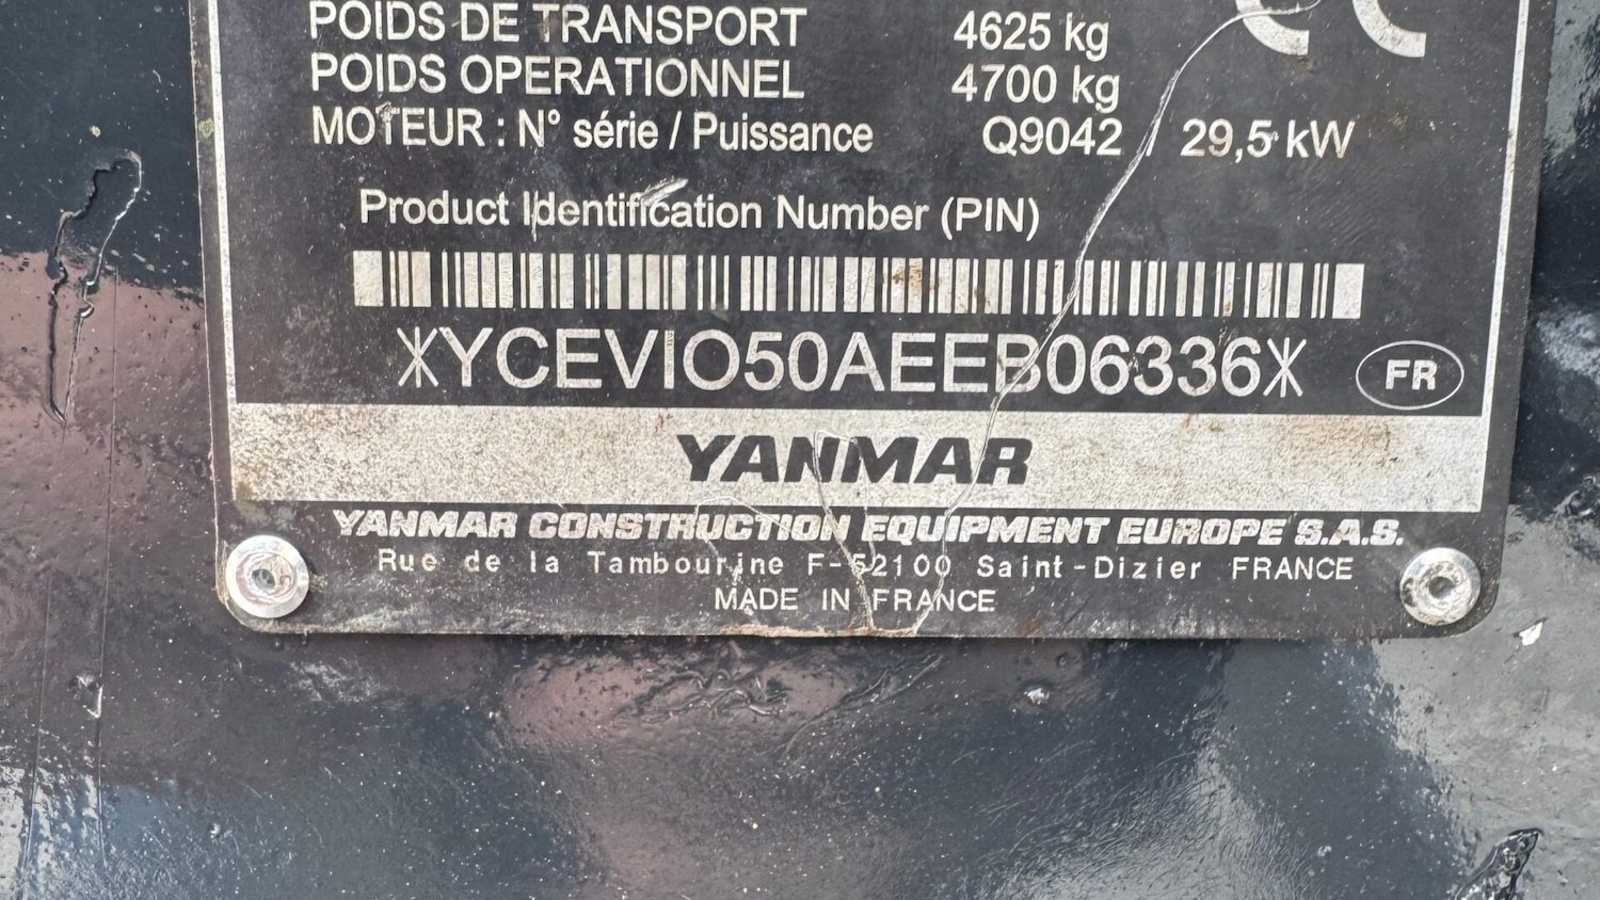 POIDS DE TRANSPORT 4625 kg
POIDS OPERATIONNEL 4700 kg
MOTEUR : N° série / Puissance Q9042 / 29,5 kW
CE
Product Identification Number (PIN)
*YCEVIO50AEEB06336*
FR
YANMAR
YANMAR CONSTRUCTION EQUIPMENT EUROPE S.A.S.
Rue de la Tambourine F-52100 Saint-Dizier FRANCE
MADE IN FRANCE